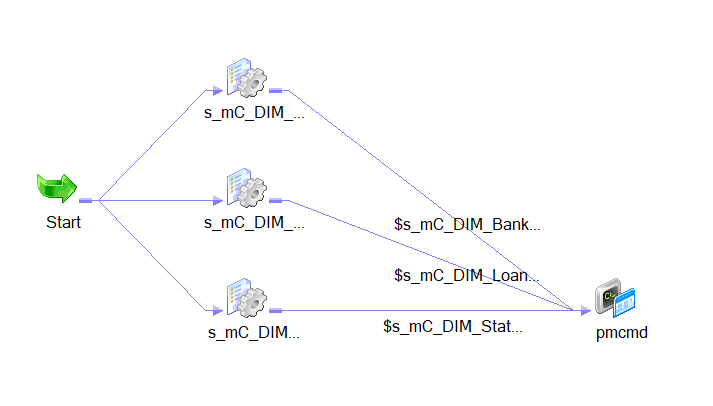 s_mC_DIM_...
Start
s_mC_DIM_...
$s_mC_DIM_Bank...
$s_mC_DIM_Loan...
s_mC_DIM...
$s_mC_DIM_Stat...
pmcmd